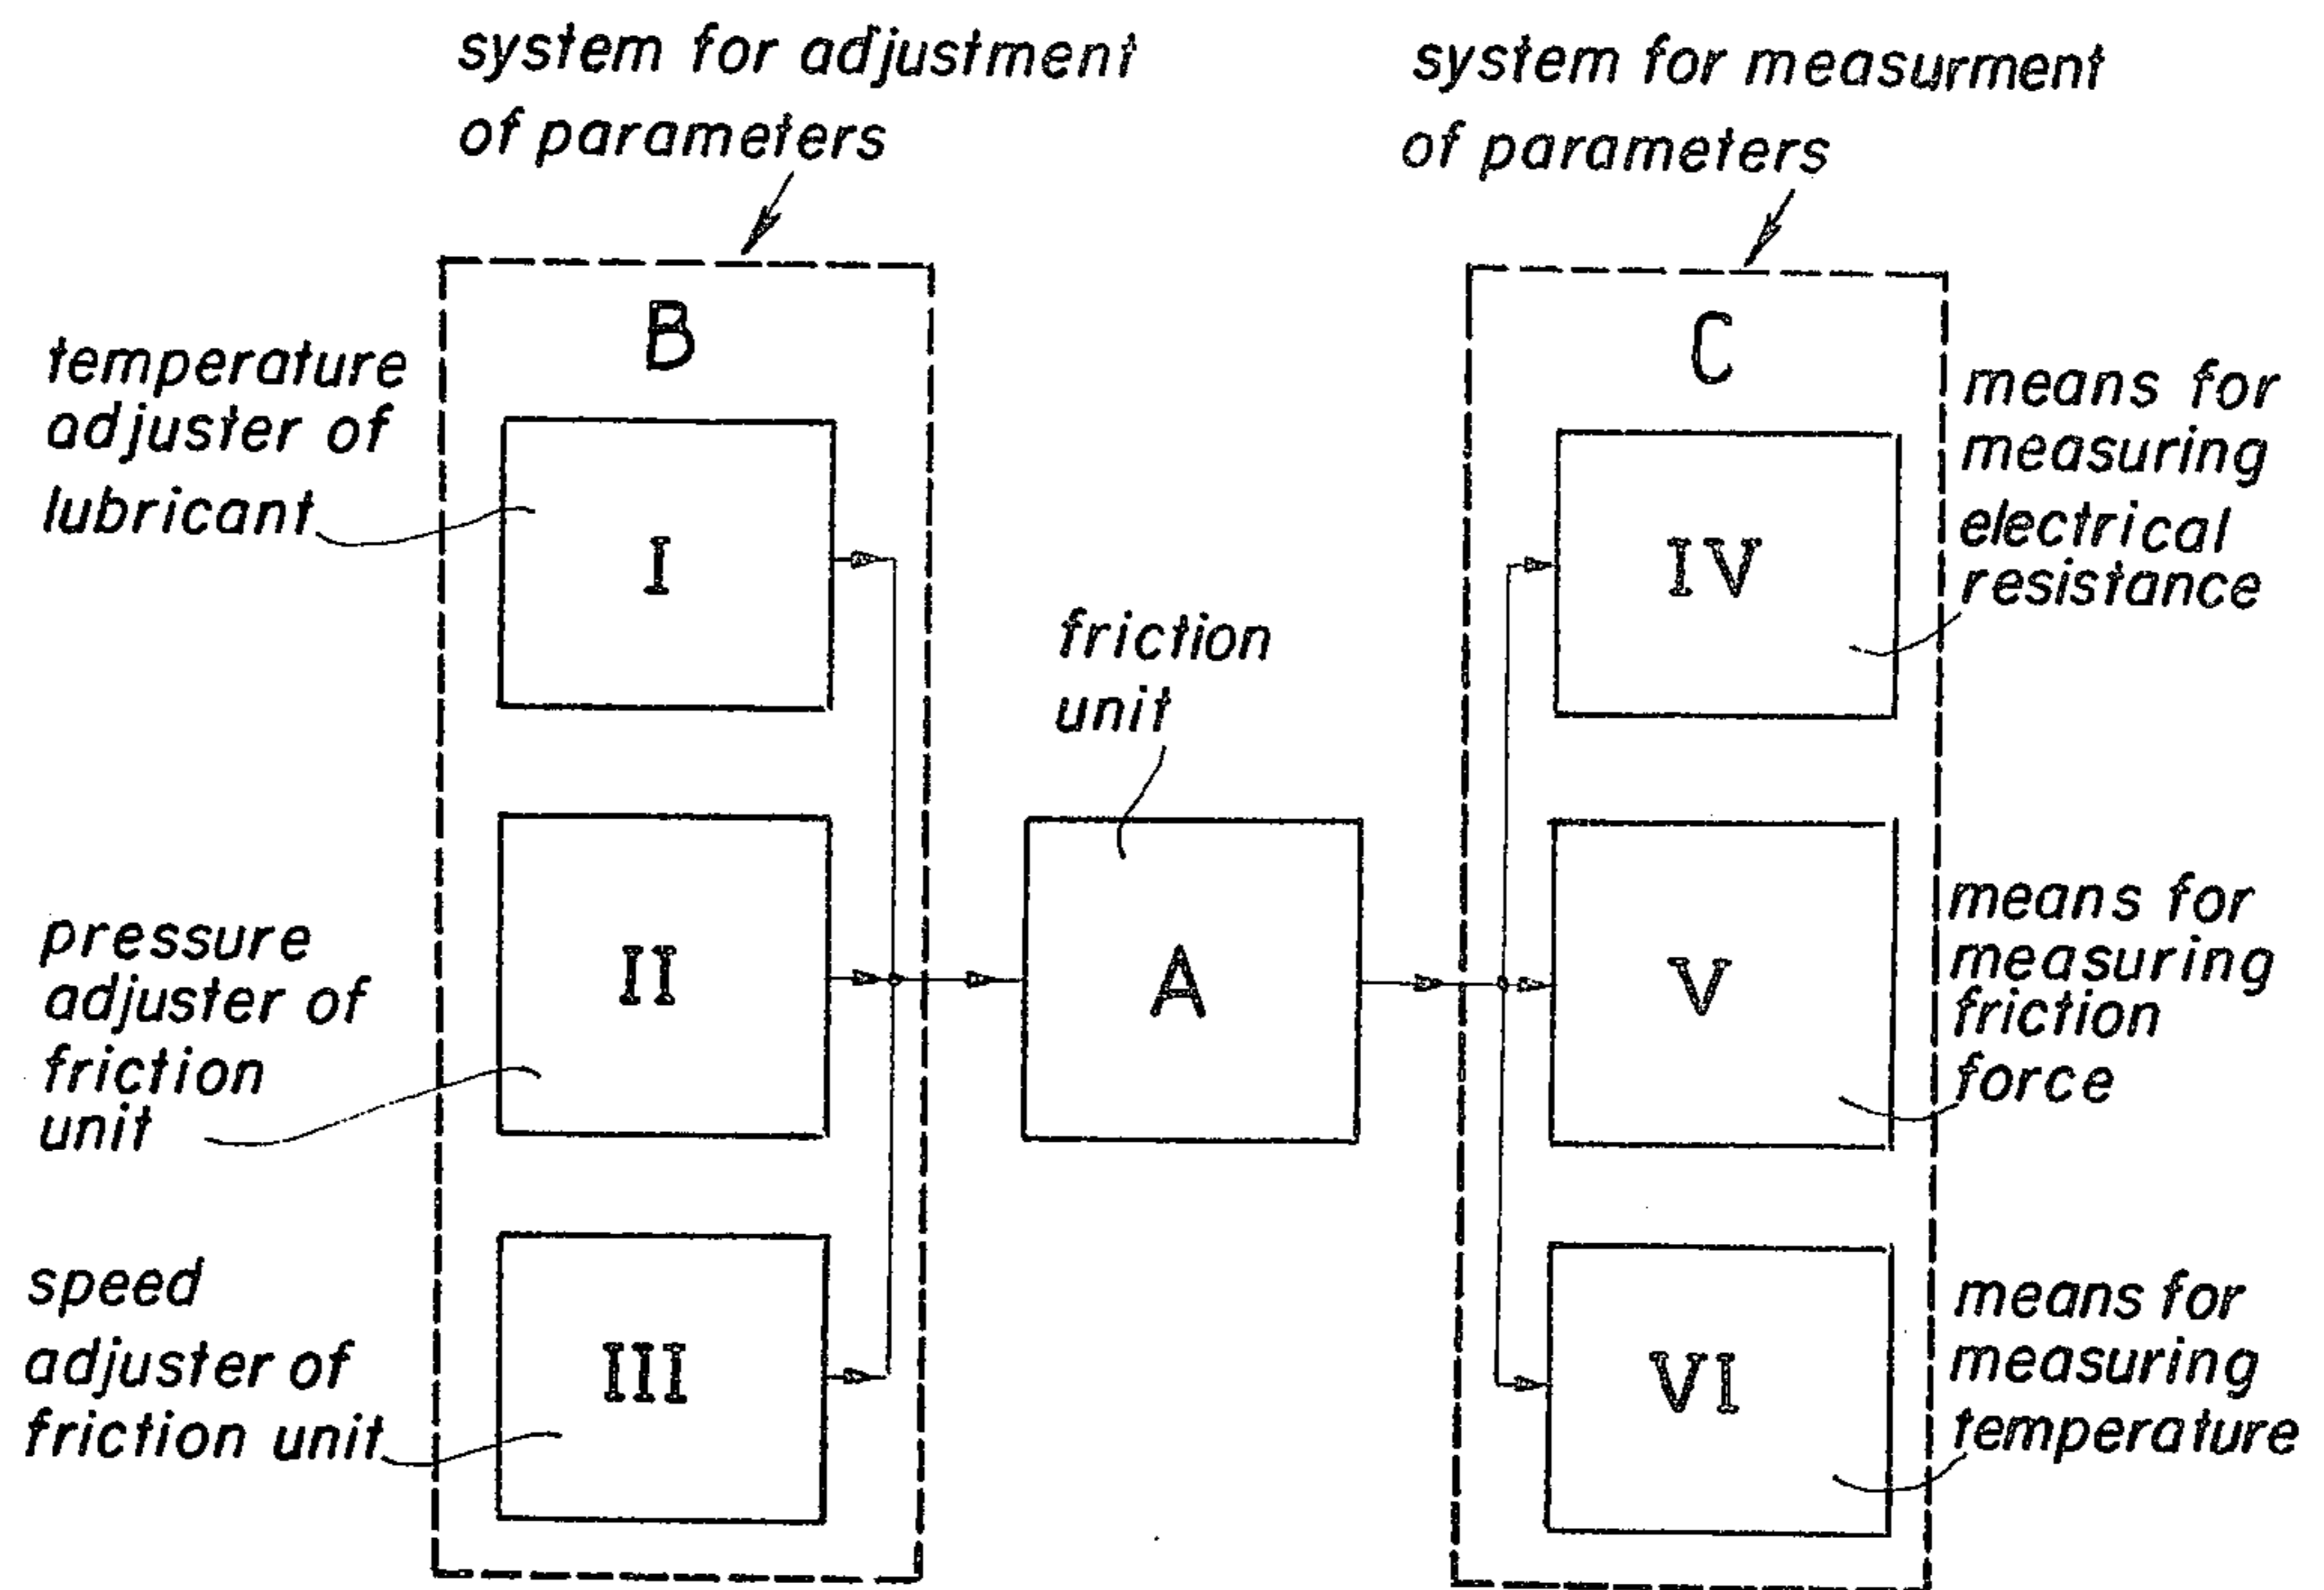 system for adjustment
of parameters
system for measurment
of parameters
B
C
temperature
adjuster of
lubricant
I
means for
measuring
electrical
resistance
IV
friction
unit
pressure
adjuster of
friction
unit
II
A
V
means for
measuring
friction
force
speed
adjuster of
friction unit
III
VI
means for
measuring
temperature